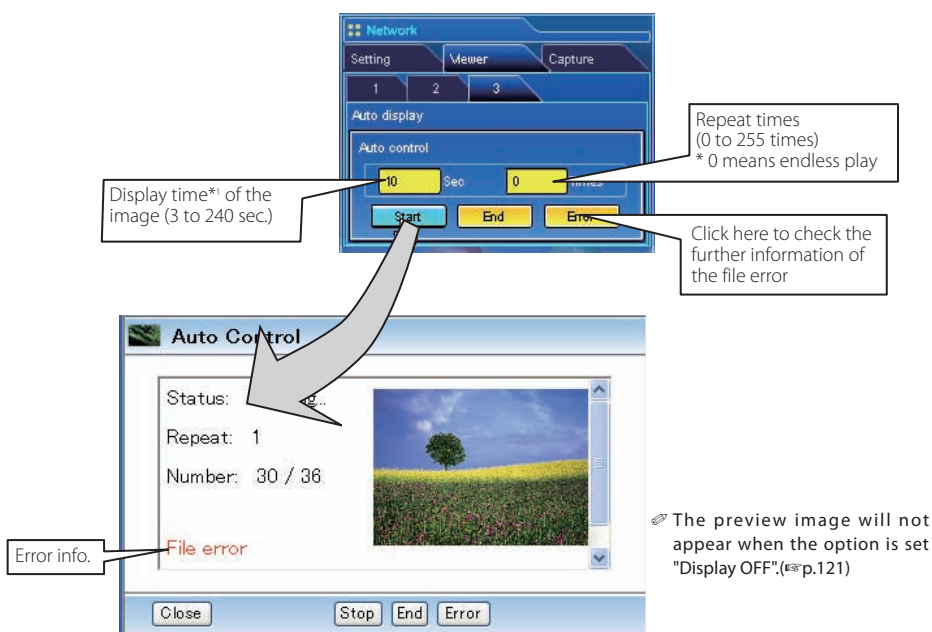 Network
Setting Viewer Capture
1 2 3
Auto display
Auto control
10 Sec 0
Start End Error
Display time*1 of the
image (3 to 240 sec.)
Repeat times
(0 to 255 times)
* 0 means endless play
Click here to check the
further information of
the file error
Auto Control
Status:
Repeat: 1
Number: 30 / 36
File error
Error info.
Close Stop End Error
✐ The preview image will not
appear when the option is set
"Display OFF".(☞p.121)